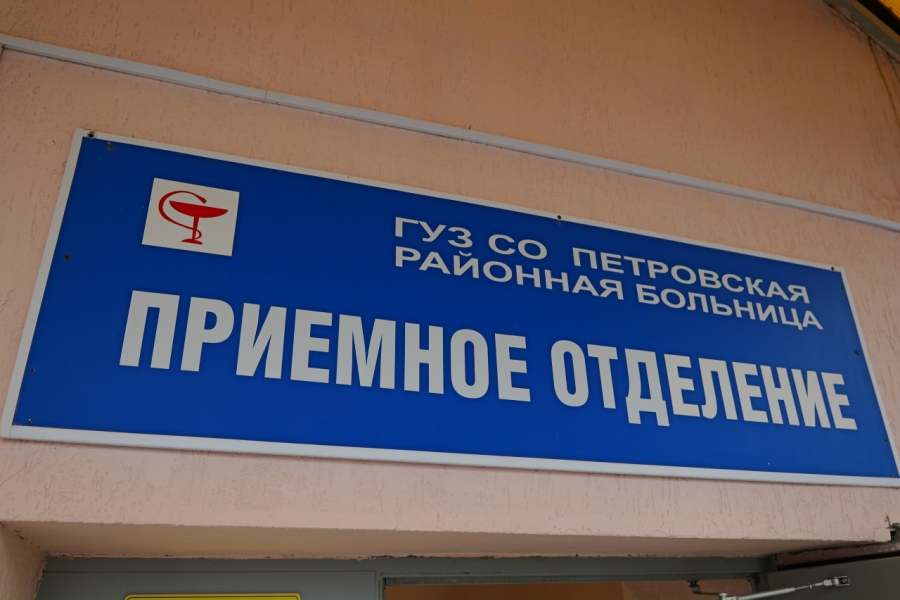 ГУЗ СО ПЕТРОВСКАЯ
РАЙОННАЯ БОЛЬНИЦА
ПРИЕМНОЕ ОТДЕЛЕНИЕ